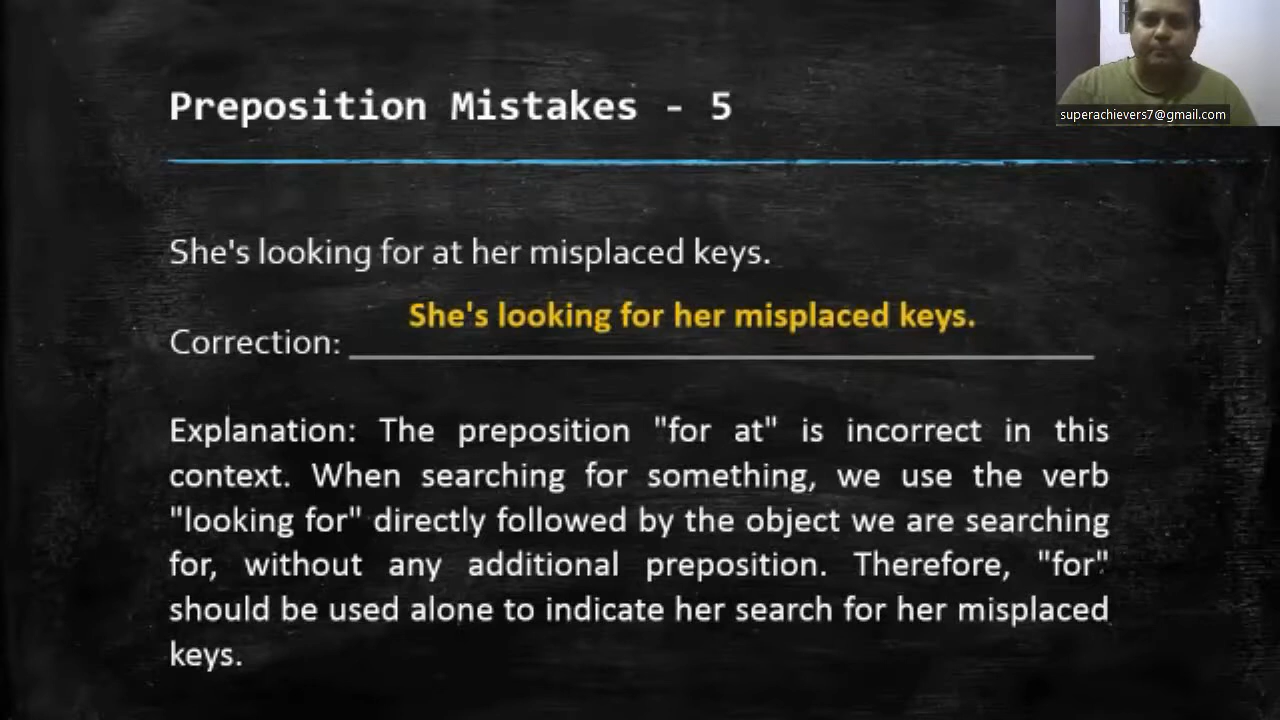 Preposition Mistakes - 5
superachievers7@gmail.com
She's looking for at her misplaced keys.
She's looking for her misplaced keys.
Correction:
Explanation: The preposition "for at" is incorrect in this
context. When searching for something, we use the verb
"looking for" directly followed by the object we are searching
for, without any additional preposition. Therefore, "for"
should be used alone to indicate her search for her misplaced
keys.